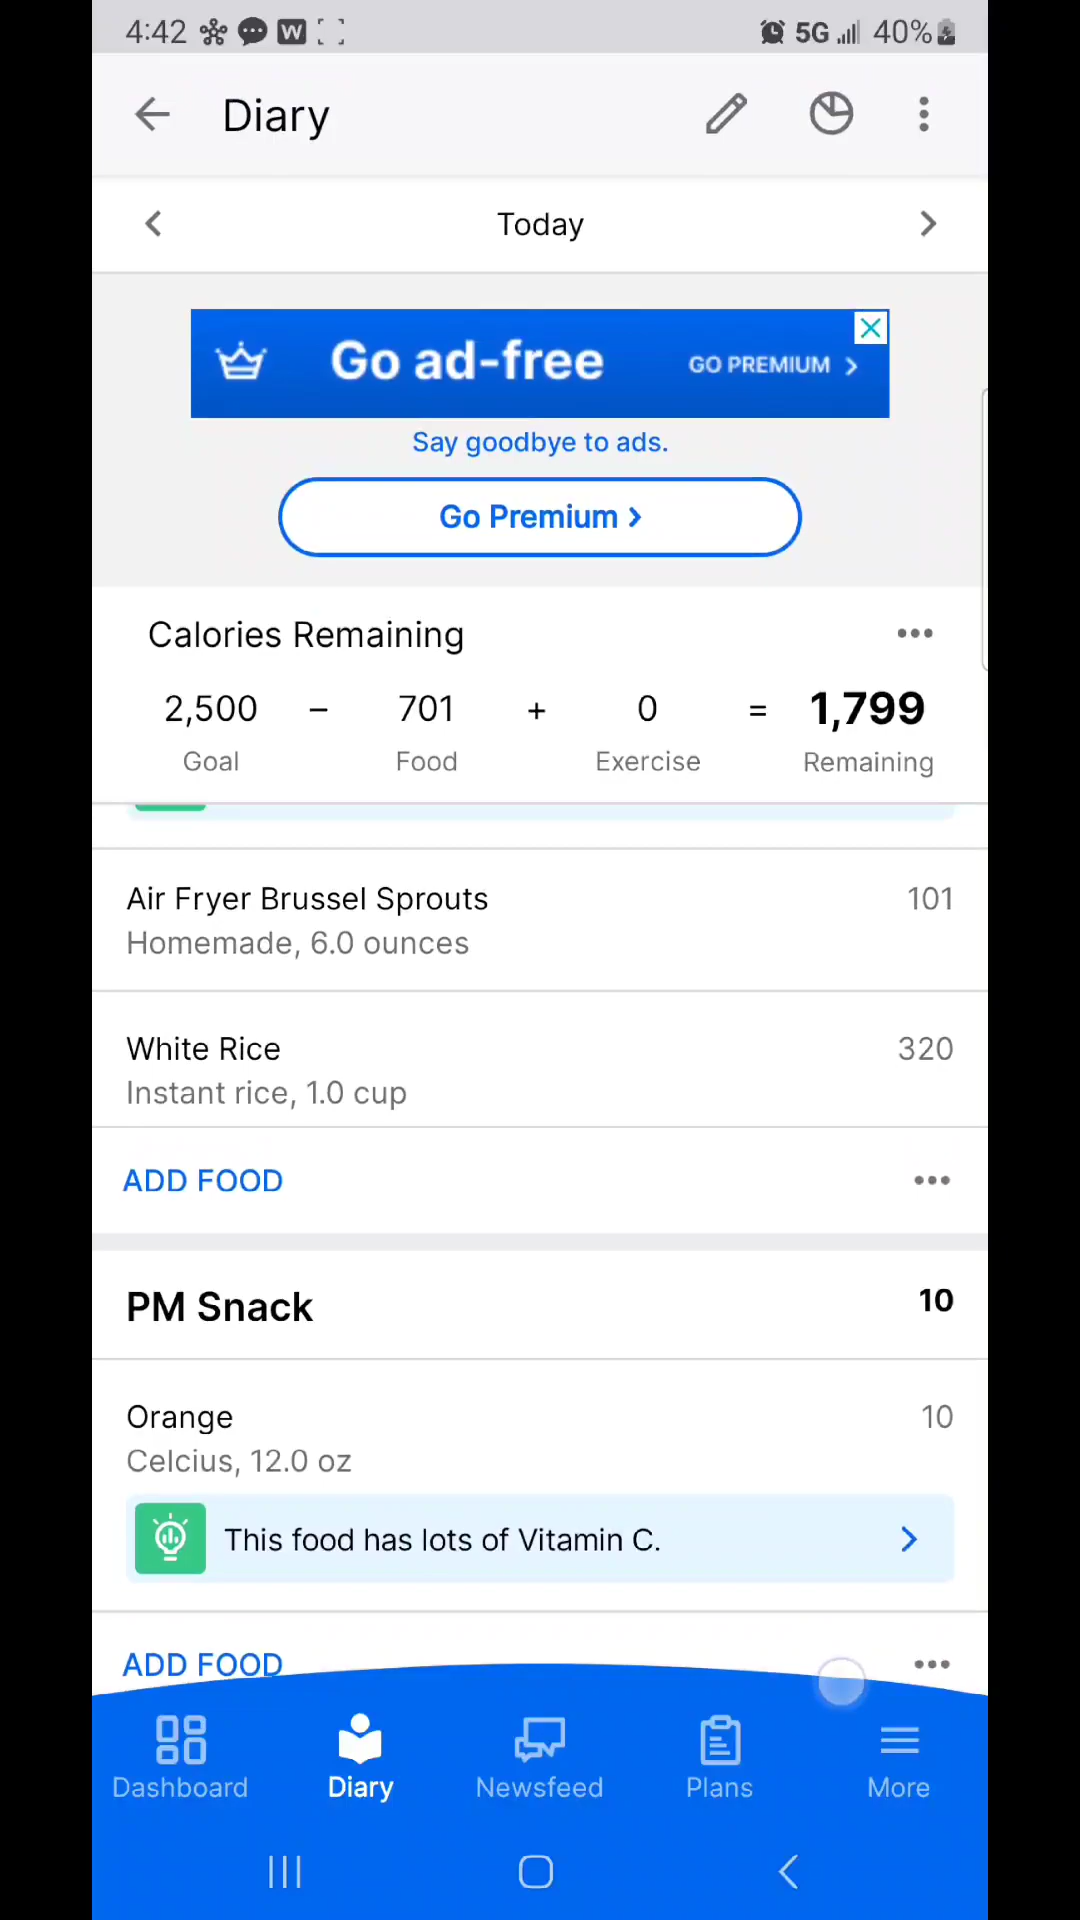 4:42 W 5G 40%
Diary
Today
Go ad-free GO PREMIUM
Say goodbye to ads.
Go Premium
Calories Remaining
2,500 – 701 + 0 = 1,799
Goal Food Exercise Remaining
Air Fryer Brussel Sprouts 101
Homemade, 6.0 ounces
White Rice 320
Instant rice, 1.0 cup
ADD FOOD
PM Snack 10
Orange 10
Celcius, 12.0 oz
This food has lots of Vitamin C.
ADD FOOD
Dashboard Diary Newsfeed Plans More